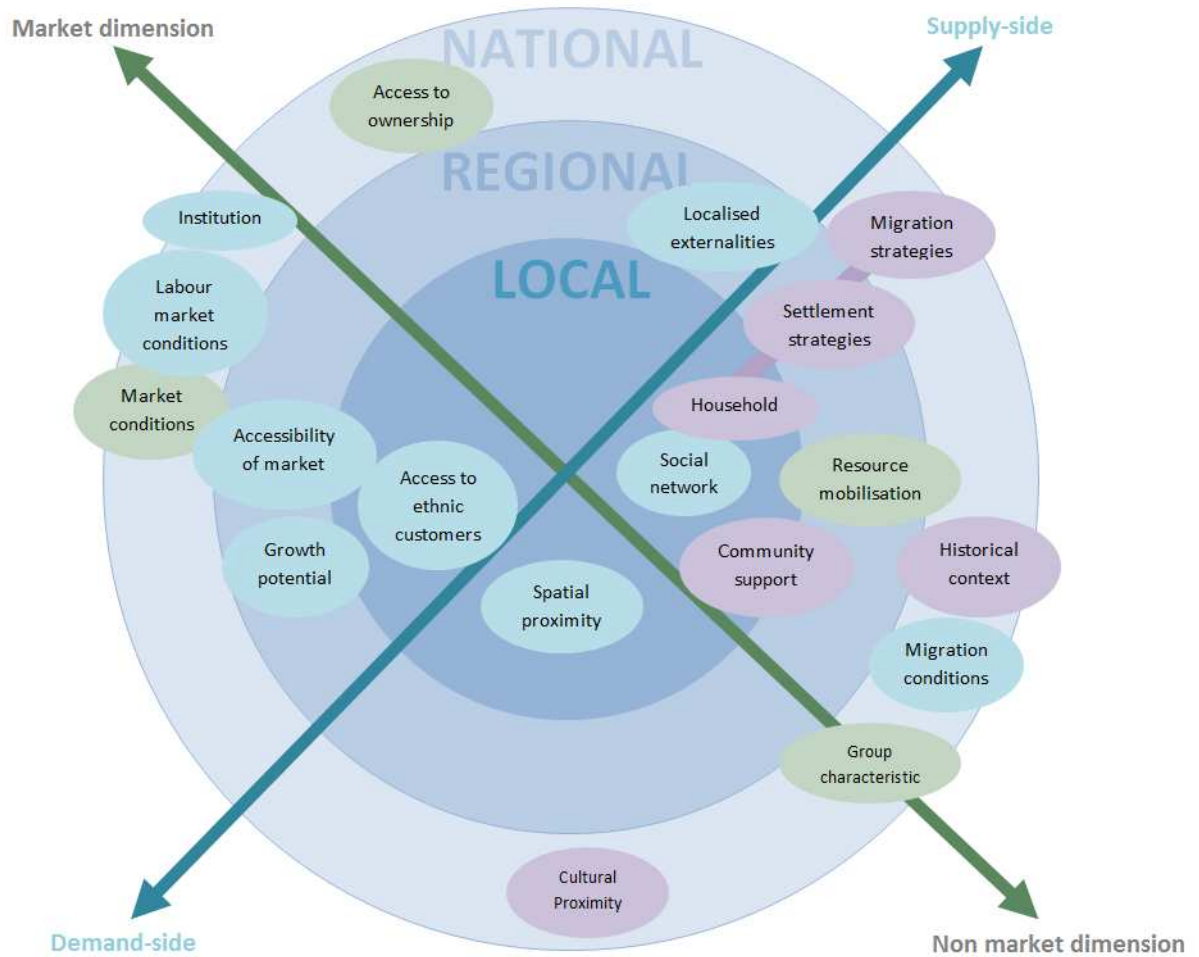 Market dimension
Supply-side
NATIONAL
Access to
ownership
REGIONAL
Institution
Localised
externalities
Migration
strategies
LOCAL
Labour
market
conditions
Settlement
strategies
Market
conditions
Household
Accessibility
of market
Social
network
Resource
mobilisation
Access to
ethnic
customers
Growth
potential
Community
support
Historical
context
Spatial
proximity
Migration
conditions
Group
characteristic
Cultural
Proximity
Demand-side
Non market dimension